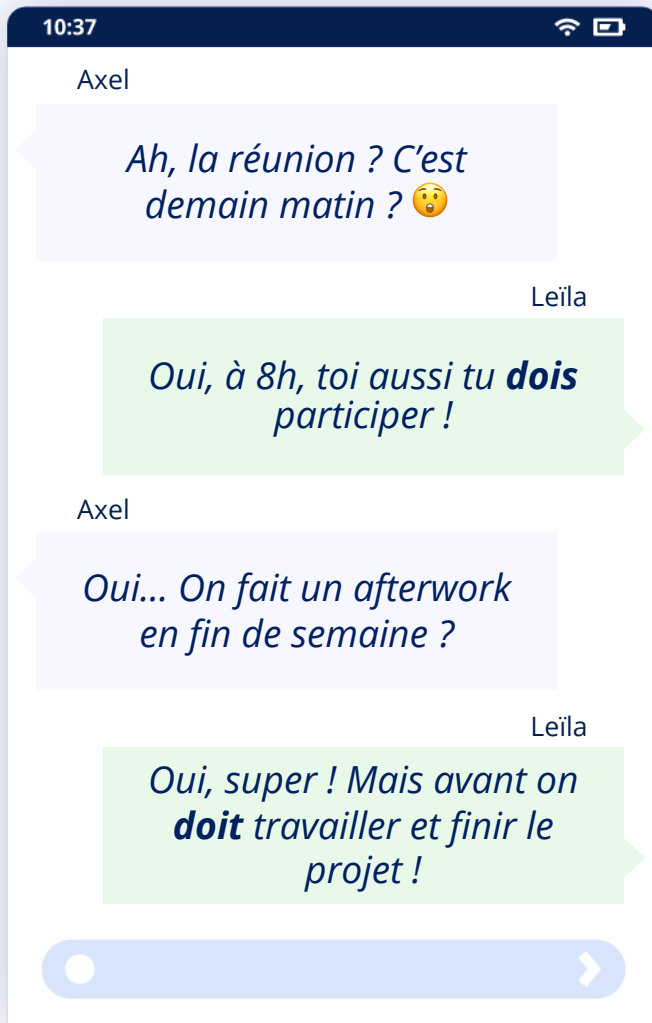 10:37
Axel
Ah, la réunion ? C’est
demain matin ? 😲
Leïla
Oui, à 8h, toi aussi tu dois
participer !
Axel
Oui... On fait un afterwork
en fin de semaine ?
Leïla
Oui, super ! Mais avant on
doit travailler et finir le
projet !